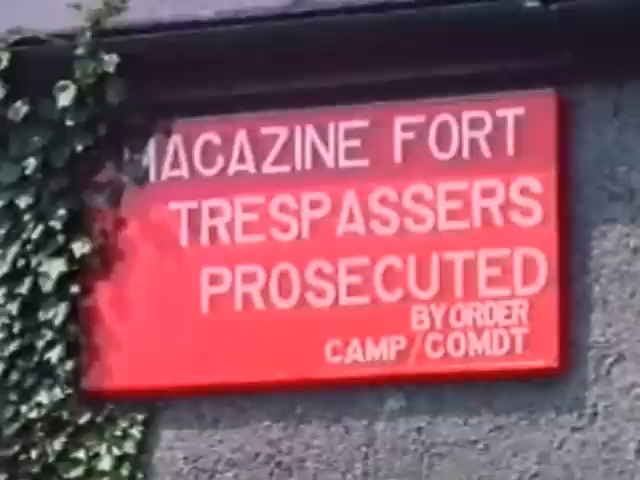 MAGAZINE FORT
TRESPASSERS
PROSECUTED
BY ORDER
CAMP/COMDT